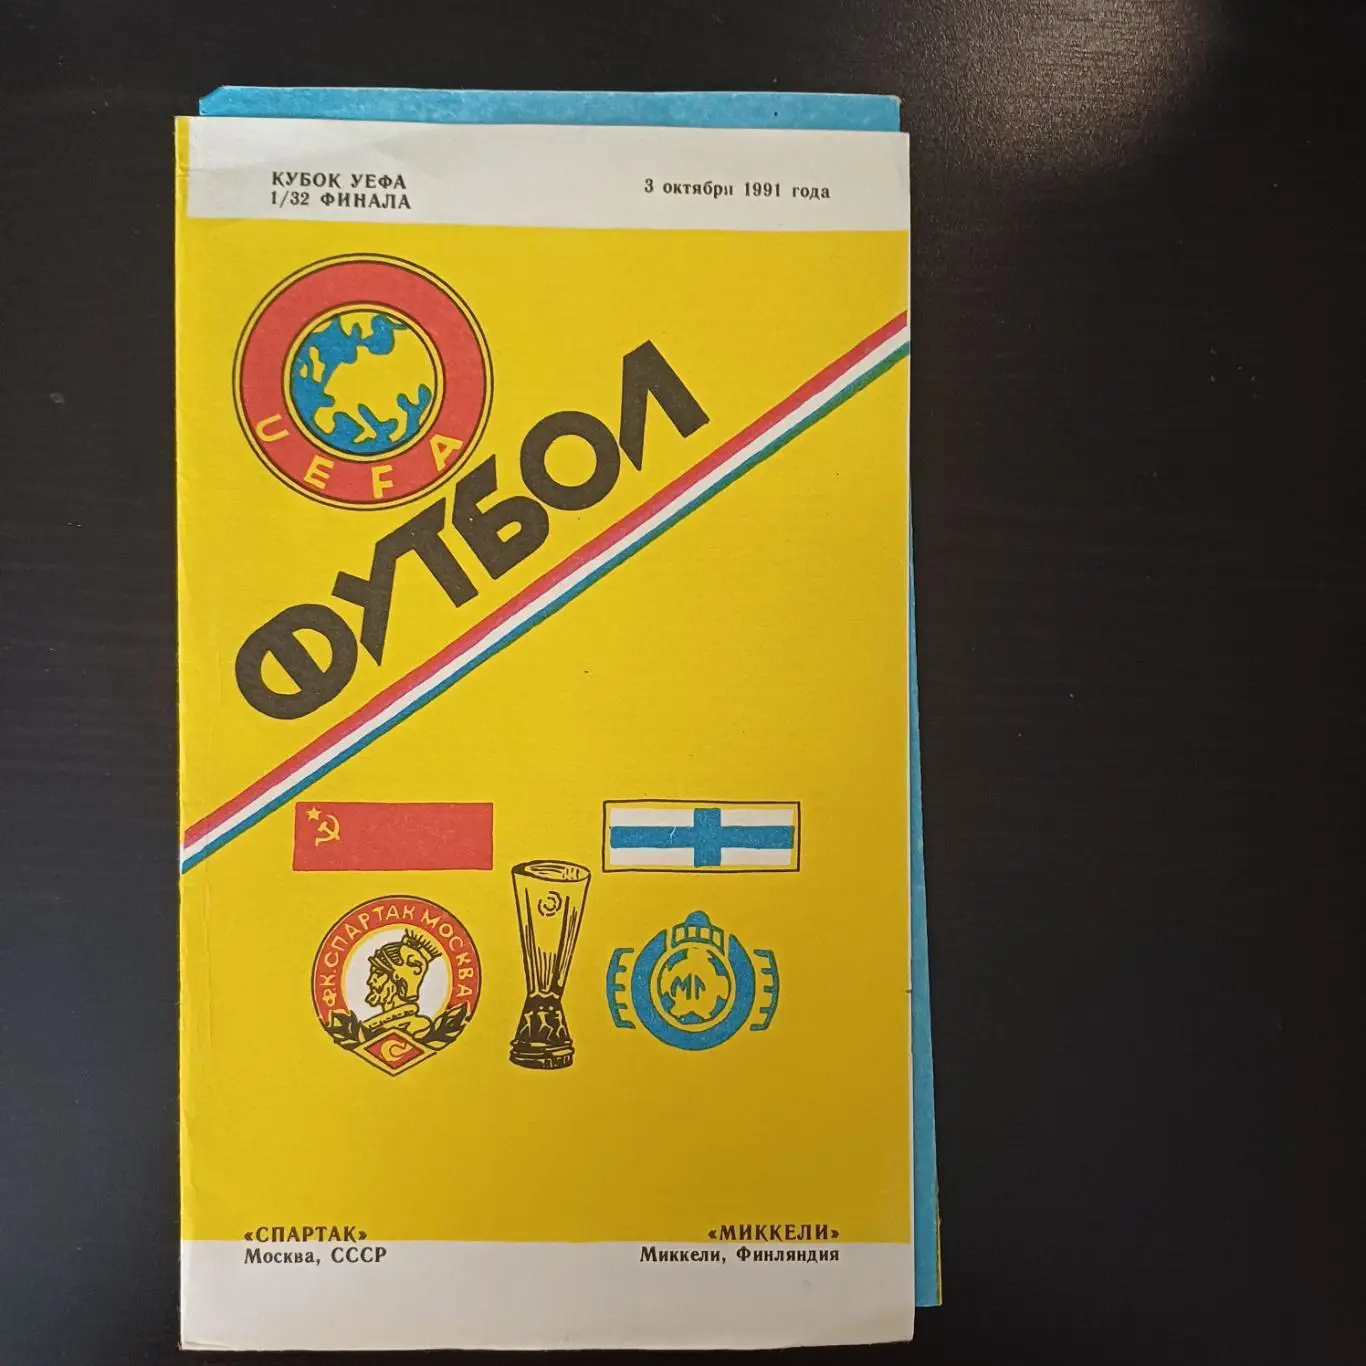 КУБОК УЕФА
1/32 ФИНАЛА
3 октября 1991 года
UEFA
ФУТБОЛ
ФК.СПАРТАК МОСКВА
С
МП
«СПАРТАК»
Москва, СССР
«МИККЕЛИ»
Миккели, Финляндия